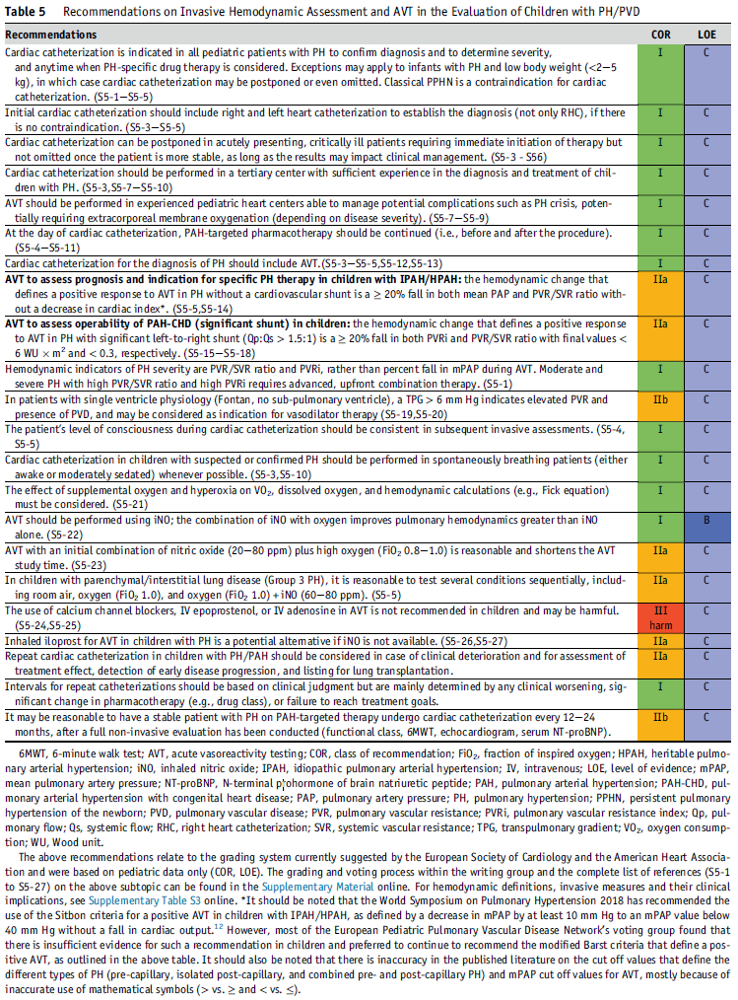 Table 5 Recommendations on Invasive Hemodynamic Assessment and AVT in the Evaluation of Children with PH/PVD
Recommendations COR LOE
Cardiac catheterization is indicated in all pediatric patients with PH to confirm diagnosis and to determine severity, I C
and anytime when PH-specific drug therapy is considered. Exceptions may apply to infants with PH and low body weight (<2–5
kg), in which case cardiac catheterization may be postponed or even omitted. Classical PPHN is a contraindication for cardiac
catheterization. (S5-1–S5-5)
Initial cardiac catheterization should include right and left heart catheterization to establish the diagnosis (not only RHC), if there I C
is no contraindication. (S5-3–S5-5)
Cardiac catheterization can be postponed in acutely presenting, critically ill patients requiring immediate initiation of therapy but I C
not omitted once the patient is more stable, as long as the results may impact clinical management. (S5-3 - S56)
Cardiac catheterization should be performed in a tertiary center with sufficient experience in the diagnosis and treatment of chil- I C
dren with PH. (S5-3,S5-7–S5-10)
AVT should be performed in experienced pediatric heart centers able to manage potential complications such as PH crisis, poten- I C
tially requiring extracorporeal membrane oxygenation (depending on disease severity). (S5-7–S5-9)
At the day of cardiac catheterization, PAH-targeted pharmacotherapy should be continued (i.e., before and after the procedure). I C
(S5-4–S5-11)
Cardiac catheterization for the diagnosis of PH should include AVT.(S5-3–S5-5,S5-12,S5-13) I C
AVT to assess prognosis and indication for specific PH therapy in children with IPAH/HPAH: the hemodynamic change that IIa C
defines a positive response to AVT in PH without a cardiovascular shunt is a ≥ 20% fall in both mean PAP and PVR/SVR ratio with-
out a decrease in cardiac index*. (S5-5,S5-14)
AVT to assess operability of PAH-CHD (significant shunt) in children: the hemodynamic change that defines a positive response IIa C
to AVT in PH with significant left-to-right shunt (Qp:Qs > 1.5:1) is a ≥ 20% fall in both PVRi and PVR/SVR ratio with final values <
6 WU × m² and < 0.3, respectively. (S5-15–S5-18)
Hemodynamic indicators of PH severity are PVR/SVR ratio and PVRi, rather than percent fall in mPAP during AVT. Moderate and I C
severe PH with high PVR/SVR ratio and high PVRi requires advanced, upfront combination therapy. (S5-1)
In patients with single ventricle physiology (Fontan, no sub-pulmonary ventricle), a TPG > 6 mm Hg indicates elevated PVR and IIb C
presence of PVD, and may be considered as indication for vasodilator therapy (S5-19,S5-20)
The patient's level of consciousness during cardiac catheterization should be consistent in subsequent invasive assessments. (S5-4, I C
S5-5)
Cardiac catheterization in children with suspected or confirmed PH should be performed in spontaneously breathing patients (either I C
awake or moderately sedated) whenever possible. (S5-3,S5-10)
The effect of supplemental oxygen and hyperoxia on VO₂, dissolved oxygen, and hemodynamic calculations (e.g., Fick equation) I C
must be considered. (S5-21)
AVT should be performed using iNO; the combination of iNO with oxygen improves pulmonary hemodynamics greater than iNO I B
alone. (S5-22)
AVT with an initial combination of nitric oxide (20–80 ppm) plus high oxygen (FiO₂ 0.8–1.0) is reasonable and shortens the AVT IIa C
study time. (S5-23)
In children with parenchymal/interstitial lung disease (Group 3 PH), it is reasonable to test several conditions sequentially, includ- IIa C
ing room air, oxygen (FiO₂ 1.0), and oxygen (FiO₂ 1.0) + iNO (60–80 ppm). (S5-5)
The use of calcium channel blockers, IV epoprostenol, or IV adenosine in AVT is not recommended in children and may be harmful. III C
(S5-24,S5-25) harm
Inhaled iloprost for AVT in children with PH is a potential alternative if iNO is not available. (S5-26,S5-27) IIa C
Repeat cardiac catheterization in children with PH/PAH should be considered in case of clinical deterioration and for assessment of IIa C
treatment effect, detection of early disease progression, and listing for lung transplantation.
Intervals for repeat catheterizations should be based on clinical judgment but are mainly determined by any clinical worsening, sig- I C
nificant change in pharmacotherapy (e.g., drug class), or failure to reach treatment goals.
It may be reasonable to have a stable patient with PH on PAH-targeted therapy undergo cardiac catheterization every 12–24 IIb C
months, after a full non-invasive evaluation has been conducted (functional class, 6MWT, echocardiogram, serum NT-proBNP).
6MWT, 6-minute walk test; AVT, acute vasoreactivity testing; COR, class of recommendation; FiO₂, fraction of inspired oxygen; HPAH, heritable pulmo-
nary arterial hypertension; iNO, inhaled nitric oxide; IPAH, idiopathic pulmonary arterial hypertension; IV, intravenous; LOE, level of evidence; mPAP,
mean pulmonary artery pressure; NT-proBNP, N-terminal prohormone of brain natriuretic peptide; PAH, pulmonary arterial hypertension; PAH-CHD, pul-
monary arterial hypertension with congenital heart disease; PAP, pulmonary artery pressure; PH, pulmonary hypertension; PPHN, persistent pulmonary
hypertension of the newborn; PVD, pulmonary vascular disease; PVR, pulmonary vascular resistance; PVRi, pulmonary vascular resistance index; Qp, pul-
monary flow; Qs, systemic flow; RHC, right heart catheterization; SVR, systemic vascular resistance; TPG, transpulmonary gradient; VO₂, oxygen consump-
tion; WU, Wood unit.
The above recommendations relate to the grading system currently suggested by the European Society of Cardiology and the American Heart Associa-
tion and were based on pediatric data only (COR, LOE). The grading and voting process within the writing group and the complete list of references (S5-1
to S5-27) on the above subtopic can be found in the Supplementary Material online. For hemodynamic definitions, invasive measures and their clinical
implications, see Supplementary Table S3 online. *It should be noted that the World Symposium on Pulmonary Hypertension 2018 has recommended the
use of the Sitbon criteria for a positive AVT in children with IPAH/HPAH, as defined by a decrease in mPAP by at least 10 mm Hg to an mPAP value below
40 mm Hg without a fall in cardiac output.¹² However, most of the European Pediatric Pulmonary Vascular Disease Network's voting group found that
there is insufficient evidence for such a recommendation in children and preferred to continue to recommend the modified Barst criteria that define a pos-
itive AVT, as outlined in the above table. It should also be noted that there is inaccuracy in the published literature on the cut off values that define the
different types of PH (pre-capillary, isolated post-capillary, and combined pre- and post-capillary PH) and mPAP cut off values for AVT, mostly because of
inaccurate use of mathematical symbols (> vs. ≥ and < vs. ≤).